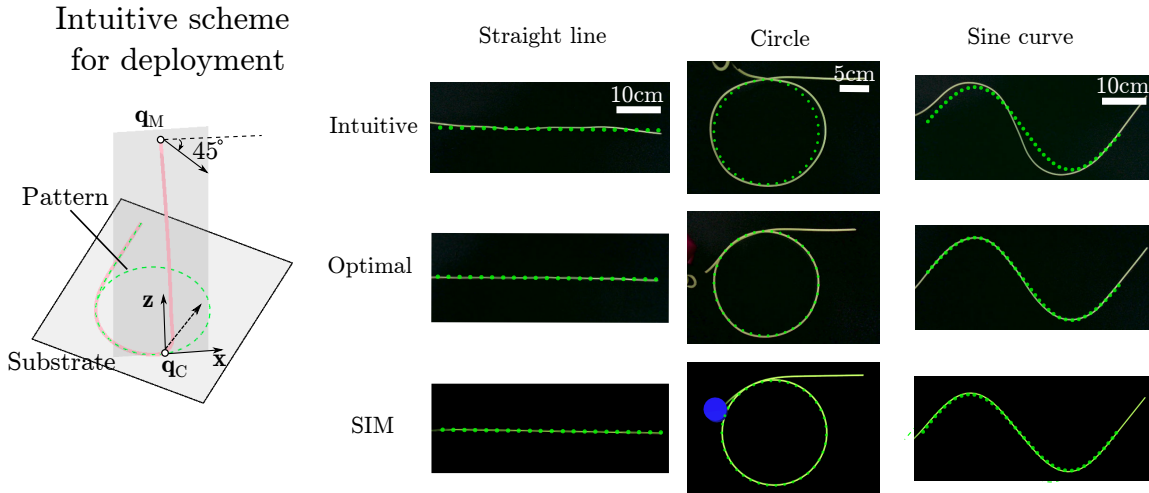 Intuitive scheme
for deployment
q_M
45°
Pattern
z
x
Substrate
q_C
Straight line
Circle
Sine curve
Intuitive
10cm
5cm
10cm
Optimal
SIM